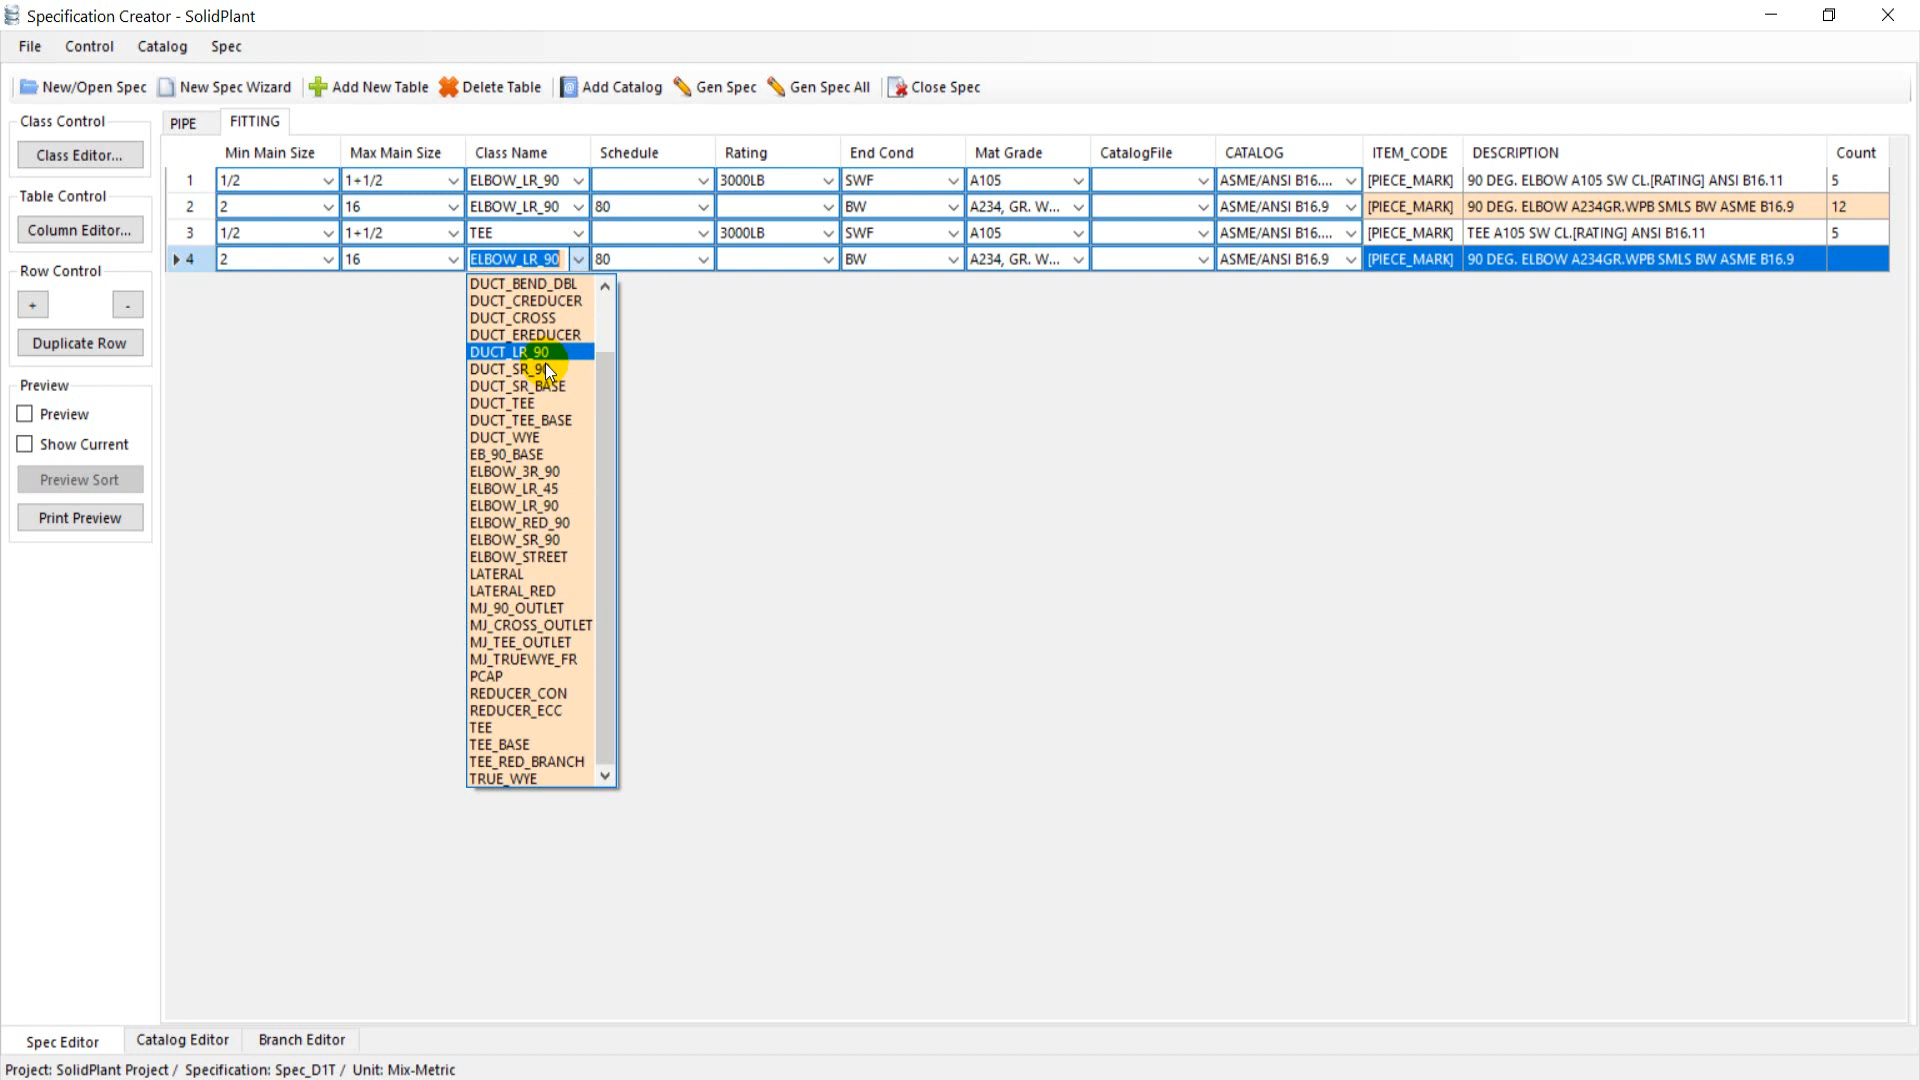 Specification Creator - SolidPlant
File Control Catalog Spec
New/Open Spec New Spec Wizard Add New Table Delete Table Add Catalog Gen Spec Gen Spec All Close Spec
Class Control
Class Editor...
Table Control
Column Editor...
Row Control
+ -
Duplicate Row
Preview
Preview
Show Current
Preview Sort
Print Preview
PIPE FITTING
Min Main Size Max Main Size Class Name Schedule Rating End Cond Mat Grade CatalogFile CATALOG ITEM_CODE DESCRIPTION Count
1 1/2 1+1/2 ELBOW_LR_90 3000LB SWF A105 ASME/ANSI B16.... [PIECE_MARK] 90 DEG. ELBOW A105 SW CL.[RATING] ANSI B16.11 5
2 2 16 ELBOW_LR_90 80 BW A234, GR. W... ASME/ANSI B16.9 [PIECE_MARK] 90 DEG. ELBOW A234GR.WPB SMLS BW ASME B16.9 12
3 1/2 1+1/2 TEE 3000LB SWF A105 ASME/ANSI B16.... [PIECE_MARK] TEE A105 SW CL.[RATING] ANSI B16.11 5
4 2 16 ELBOW_LR_90 80 BW A234, GR. W... ASME/ANSI B16.9 [PIECE_MARK] 90 DEG. ELBOW A234GR.WPB SMLS BW ASME B16.9
DUCT_BEND_DBL
DUCT_CREDUCER
DUCT_CROSS
DUCT_EREDUCER
DUCT_LR_90
DUCT_SR_90
DUCT_SR_BASE
DUCT_TEE
DUCT_TEE_BASE
DUCT_WYE
EB_90_BASE
ELBOW_3R_90
ELBOW_LR_45
ELBOW_LR_90
ELBOW_RED_90
ELBOW_SR_90
ELBOW_STREET
LATERAL
LATERAL_RED
MJ_90_OUTLET
MJ_CROSS_OUTLET
MJ_TEE_OUTLET
MJ_TRUEWYE_FR
PCAP
REDUCER_CON
REDUCER_ECC
TEE
TEE_BASE
TEE_RED_BRANCH
TRUE_WYE
Spec Editor Catalog Editor Branch Editor
Project: SolidPlant Project / Specification: Spec_D1T / Unit: Mix-Metric